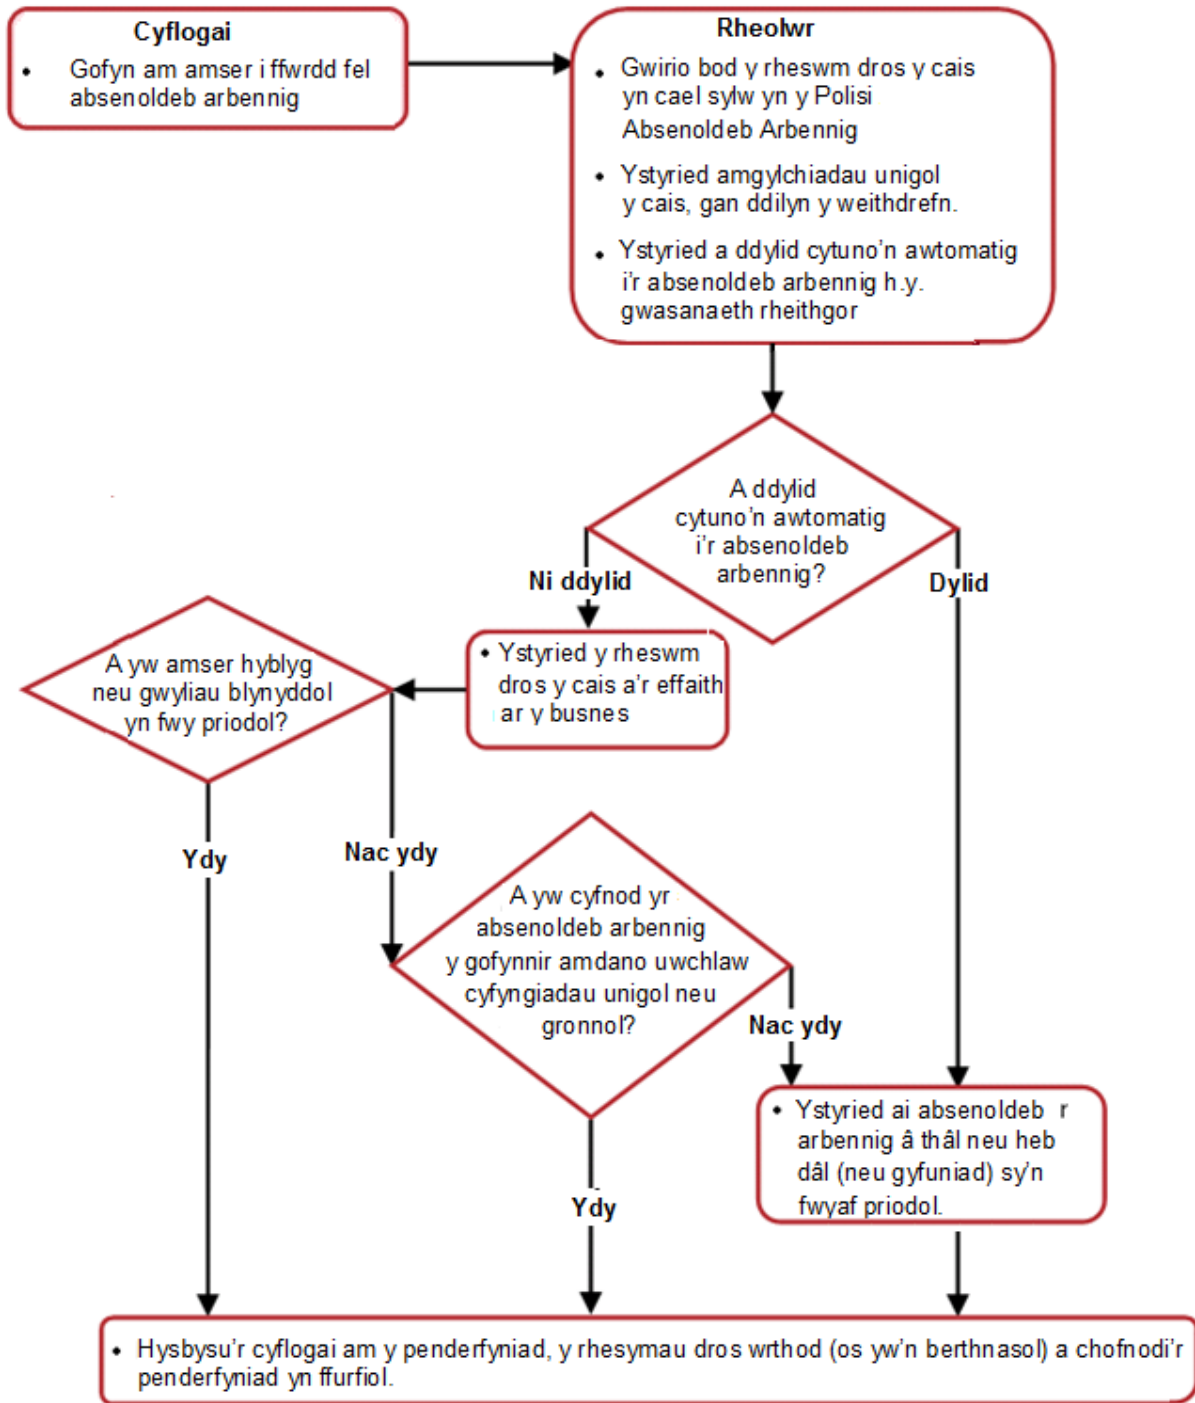 Cyflogai
• Gofyn am amser i ffwrdd fel
absenoldeb arbennig
Rheolwr
• Gwirio bod y rheswm dros y cais
yn cael sylw yn y Polisi
Absenoldeb Arbennig
• Ystyried amgylchiadau unigol
y cais, gan ddilyn y weithdrefn.
• Ystyried a ddylid cytuno’n awtomatig
i’r absenoldeb arbennig h.y.
gwasanaeth rheithgor
A ddylid
cytuno’n awtomatig
i’r absenoldeb
arbennig?
Ni ddylid
Dylid
• Ystyried y rheswm
dros y cais a’r effaith
ar y busnes
A yw amser hyblyg
neu gwyliau blynyddol
yn fwy priodol?
Ydy
Nac ydy
A yw cyfnod yr
absenoldeb arbennig
y gofynnir amdano uwchlaw
cyfyngiadau unigol neu
gronnol?
Nac ydy
Ydy
• Ystyried ai absenoldeb r
arbennig â thâl neu heb
dâl (neu gyfuniad) sy’n
fwyaf priodol.
• Hysbysu’r cyflogai am y penderfyniad, y rhesymau dros wrthod (os yw’n berthnasol) a chofnodi’r
penderfyniad yn ffurfiol.